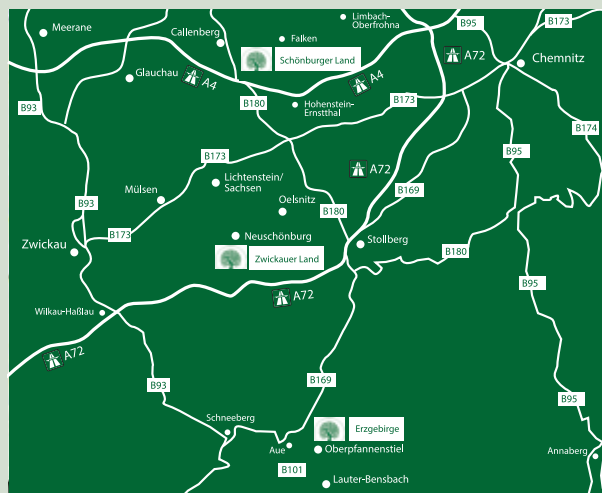 Meerane
Callenberg
Falken
Limbach-
Oberfrohna
B95
B173
Schönburger Land
A72
Chemnitz
Glauchau
A4
A4
B93
B180
Hohenstein-
Ernstthal
B173
B174
B173
B95
A72
Lichtenstein/
Sachsen
B169
Mülsen
B93
Oelsnitz
B180
B173
Neuschönburg
Stollberg
Zwickau
Zwickauer Land
B180
B95
A72
Wilkau-Haßlau
A72
B93
B169
B95
Schneeberg
Erzgebirge
Aue
Oberpfannenstiel
Annaberg
B101
Lauter-Bensbach